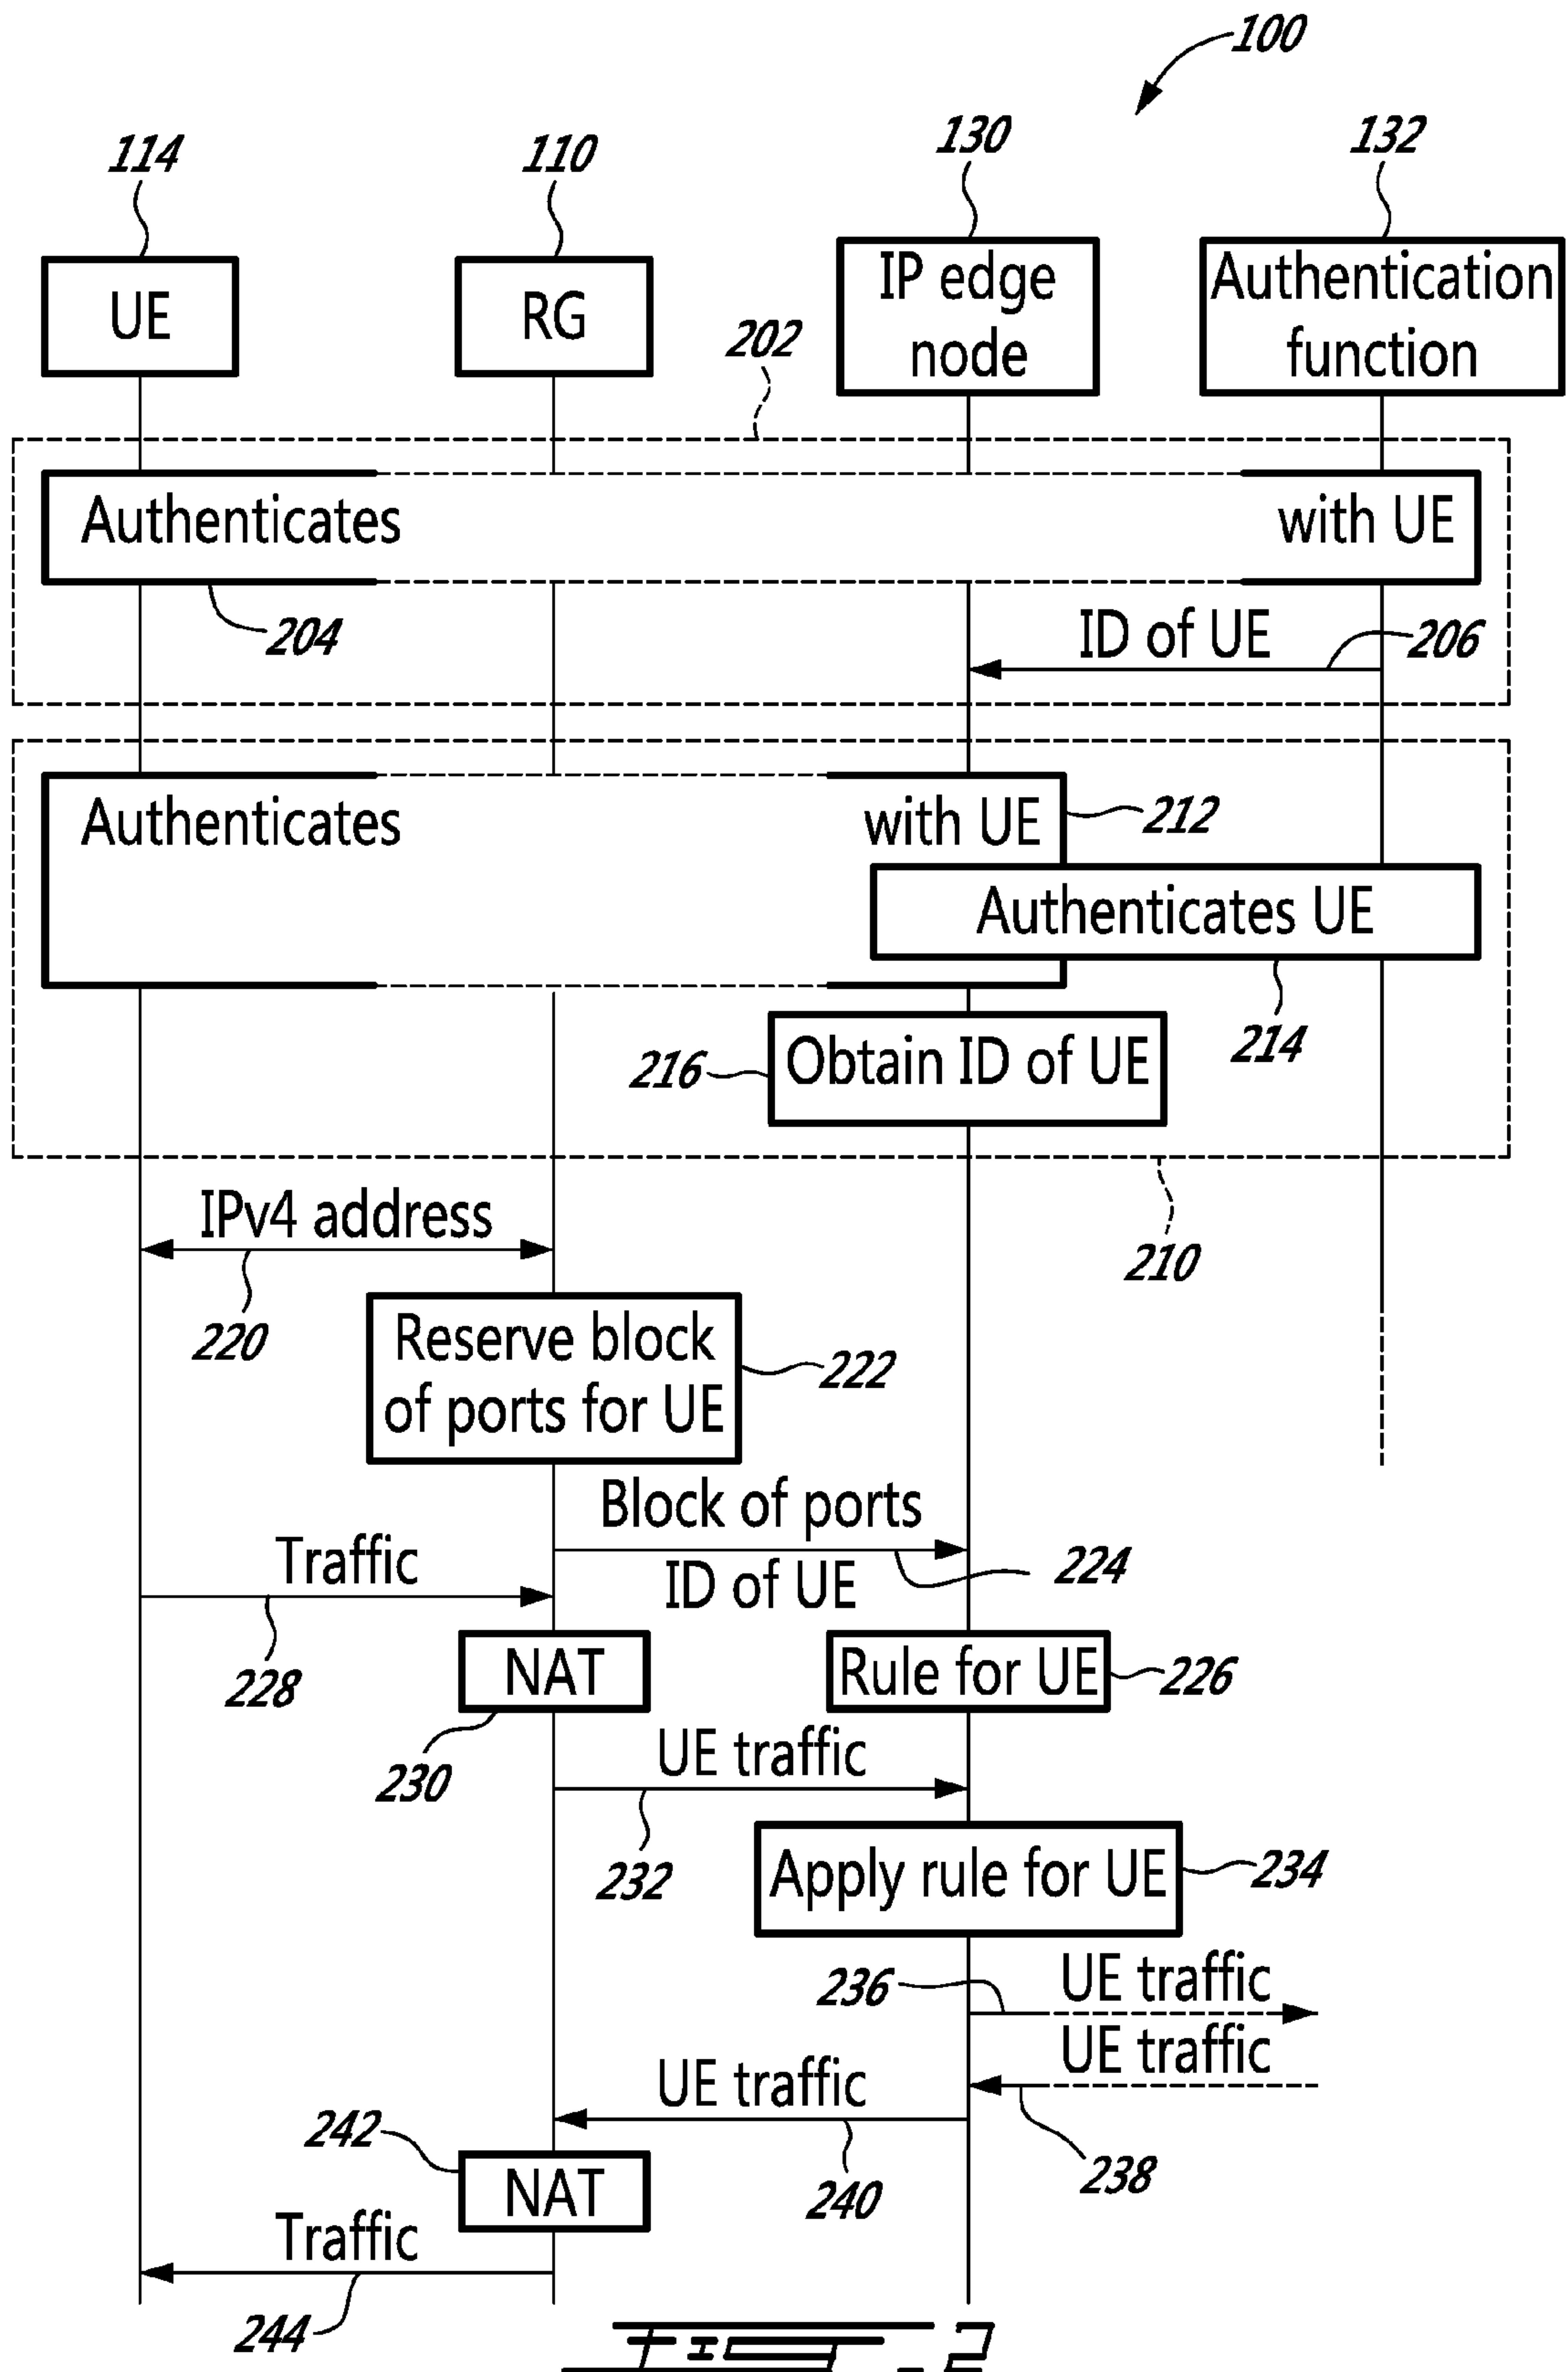 100
114
110
130
132
UE
RG
IP edge
node
Authentication
function
202
Authenticates
with UE
204
ID of UE
206
Authenticates
with UE
212
Authenticates UE
214
216
Obtain ID of UE
210
IPv4 address
220
Reserve block
of ports for UE
222
Block of ports
ID of UE
224
Traffic
228
NAT
230
Rule for UE
226
UE traffic
232
Apply rule for UE
234
236
UE traffic
UE traffic
238
UE traffic
240
242
NAT
Traffic
244
Fig-2